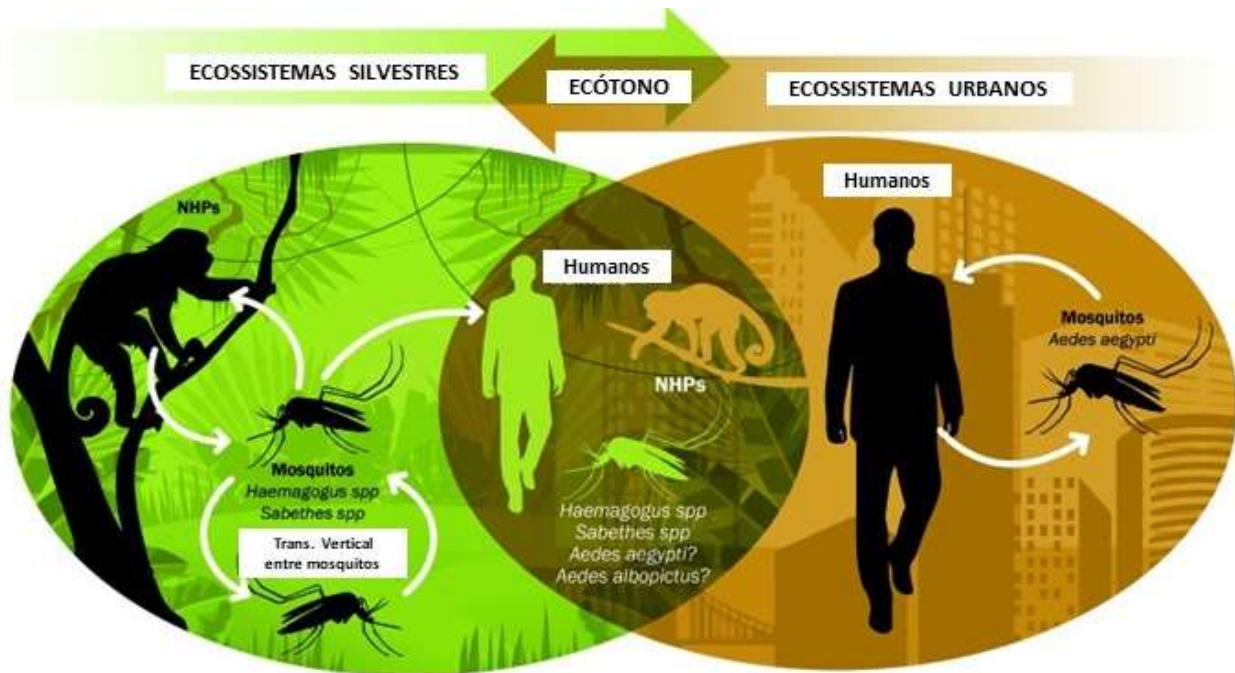 ECOSSISTEMAS SILVESTRES
ECÓTONO
ECOSSISTEMAS URBANOS
NHPs
Mosquitos
Haemagogus spp
Sabethes spp
Trans. Vertical
entre mosquitos
Humanos
NHPs
Haemagogus spp
Sabethes spp
Aedes aegypti?
Aedes albopictus?
Humanos
Mosquitos
Aedes aegypti